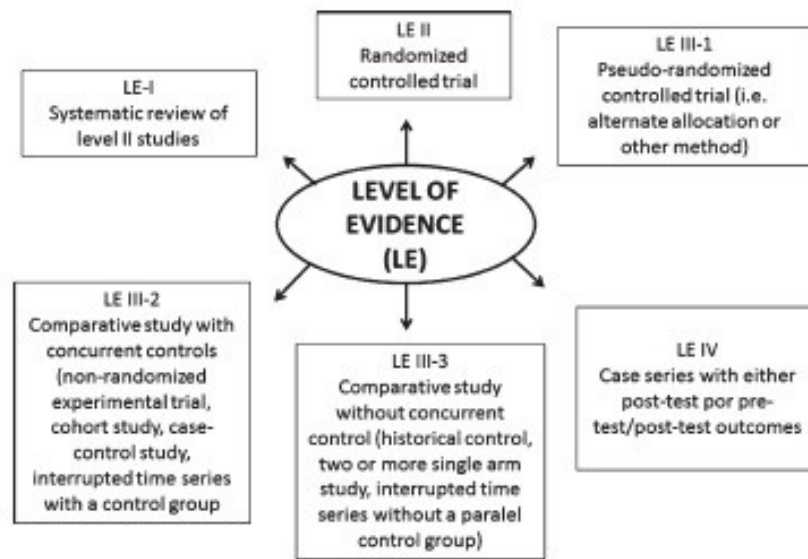 LE-I
Systematic review of
level II studies
LE II
Randomized
controlled trial
LE III-1
Pseudo-randomized
controlled trial (i.e.
alternate allocation or
other method)
LEVEL OF
EVIDENCE
(LE)
LE III-2
Comparative study with
concurrent controls
(non-randomized
experimental trial,
cohort study, case-
control study,
interrupted time series
with a control group
LE III-3
Comparative study
without concurrent
control (historical control,
two or more single arm
study, interrupted time
series without a paralel
control group)
LE IV
Case series with either
post-test por pre-
test/post-test outcomes